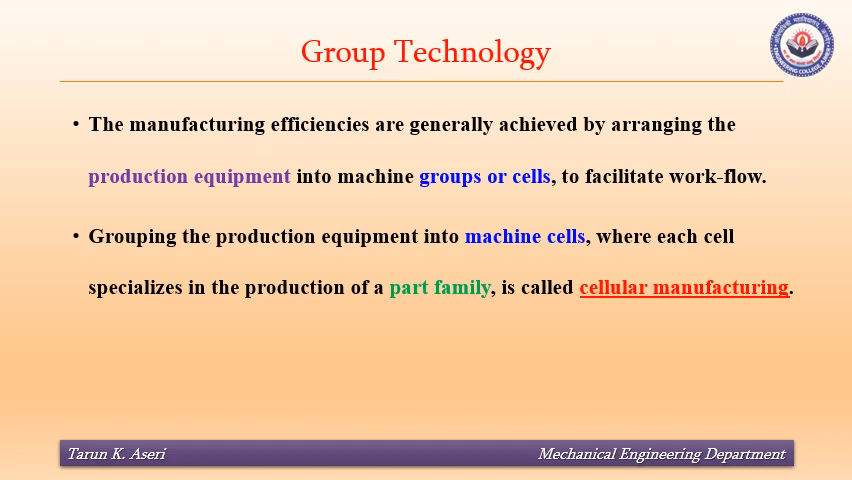 Group Technology
• The manufacturing efficiencies are generally achieved by arranging the
production equipment into machine groups or cells, to facilitate work-flow.
• Grouping the production equipment into machine cells, where each cell
specializes in the production of a part family, is called cellular manufacturing.
Tarun K. Aseri
Mechanical Engineering Department